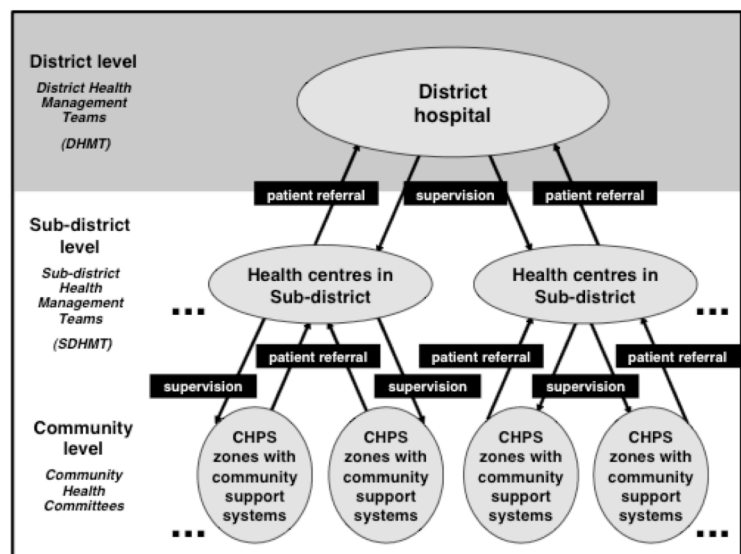 District level
District Health
Management
Teams
(DHMT)
District
hospital
patient referral
supervision
patient referral
Sub-district
level
Sub-district
Health
Management
Teams
(SDHMT)
Health centres in
Sub-district
Health centres in
Sub-district
...
...
supervision
patient referral
supervision
patient referral
supervision
patient referral
Community
level
Community
Health
Committees
CHPS
zones with
community
support
systems
CHPS
zones with
community
support
systems
CHPS
zones with
community
support
systems
CHPS
zones with
community
support
systems
...
...